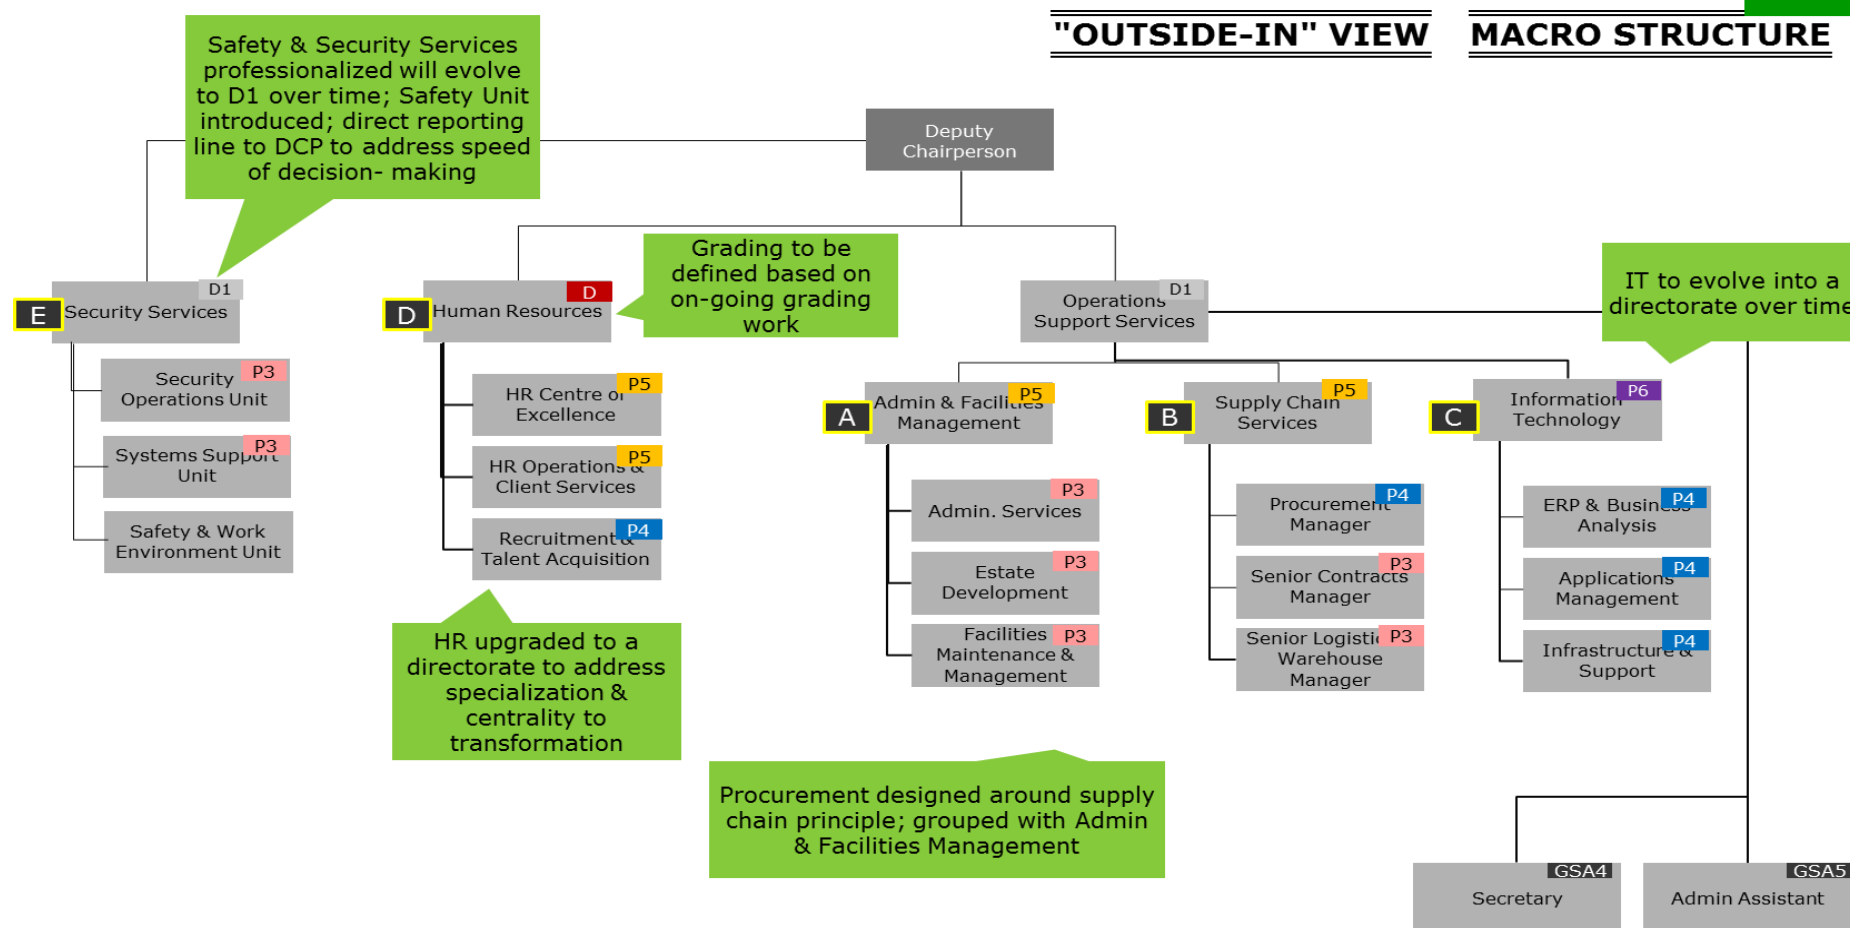 "OUTSIDE-IN" VIEW MACRO STRUCTURE
Safety & Security Services
professionalized will evolve
to D1 over time; Safety Unit
introduced; direct reporting
line to DCP to address speed
of decision- making
Deputy
Chairperson
D1
Security Services
E
D
Human Resources
D
Grading to be
defined based on
on-going grading
work
D1
Operations
Support Services
IT to evolve into a
directorate over time
P3
Security
Operations Unit
P3
Systems Support
Unit
Safety & Work
Environment Unit
P5
HR Centre of
Excellence
P5
HR Operations &
Client Services
P4
Recruitment &
Talent Acquisition
HR upgraded to a
directorate to address
specialization &
centrality to
transformation
A
P5
Admin & Facilities
Management
P3
Admin. Services
P3
Estate
Development
P3
Facilities
Maintenance &
Management
B
P5
Supply Chain
Services
P4
Procurement
Manager
P3
Senior Contracts
Manager
P3
Senior Logistic
Warehouse
Manager
C
P6
Information
Technology
P4
ERP & Business
Analysis
P4
Applications
Management
P4
Infrastructure &
Support
Procurement designed around supply
chain principle; grouped with Admin
& Facilities Management
GSA4
Secretary
GSA5
Admin Assistant